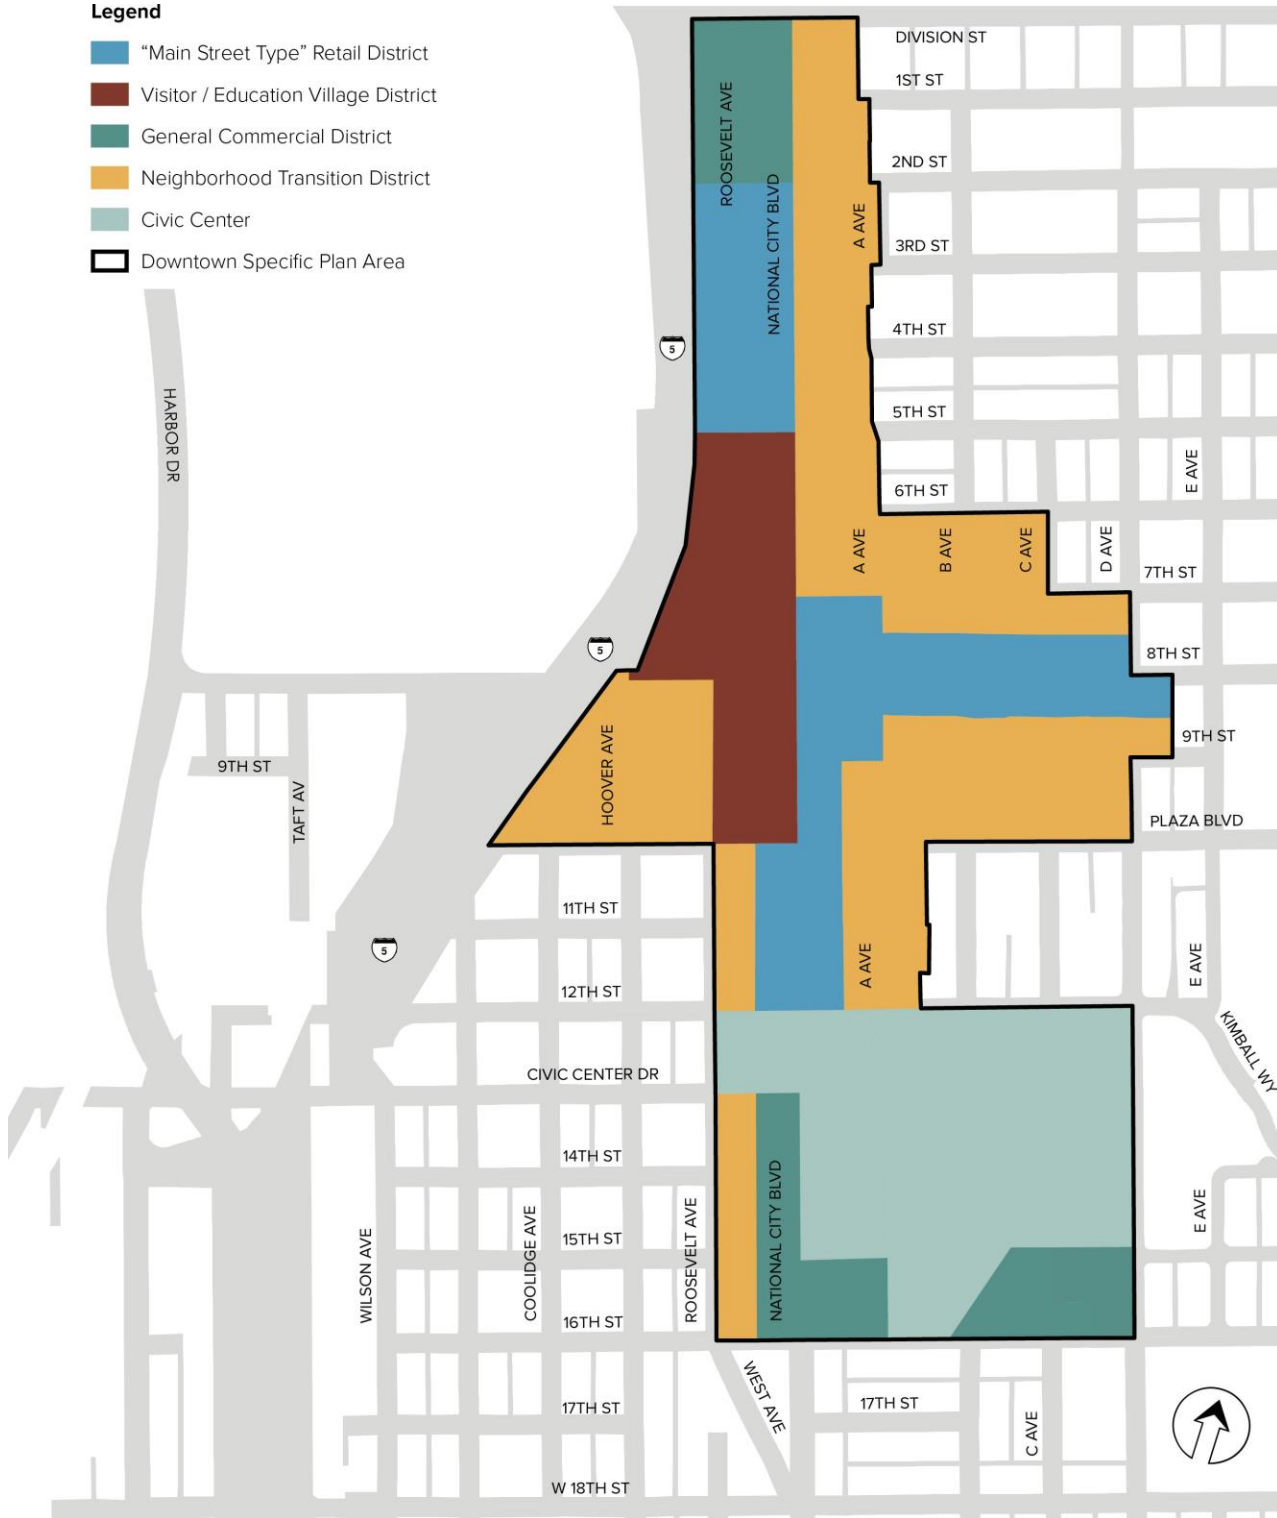 Legend
“Main Street Type” Retail District
Visitor / Education Village District
General Commercial District
Neighborhood Transition District
Civic Center
Downtown Specific Plan Area
DIVISION ST
1ST ST
ROOSEVELT AVE
2ND ST
NATIONAL CITY BLVD
A AVE
3RD ST
4TH ST
5
HARBOR DR
5TH ST
E AVE
6TH ST
A AVE
B AVE
C AVE
D AVE
7TH ST
5
8TH ST
9TH ST
9TH ST
HOOVER AVE
TAFT AV
PLAZA BLVD
11TH ST
5
A AVE
E AVE
12TH ST
KIMBALL WY
CIVIC CENTER DR
14TH ST
NATIONAL CITY BLVD
E AVE
15TH ST
WILSON AVE
COOLIDGE AVE
ROOSEVELT AVE
16TH ST
WEST AVE
17TH ST
17TH ST
C AVE
W 18TH ST